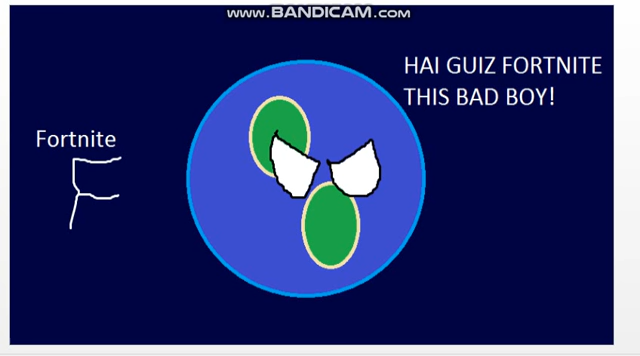 WWW.BANDICAM.COM
HAI GUIZ FORTNITE
THIS BAD BOY!
Fortnite
F